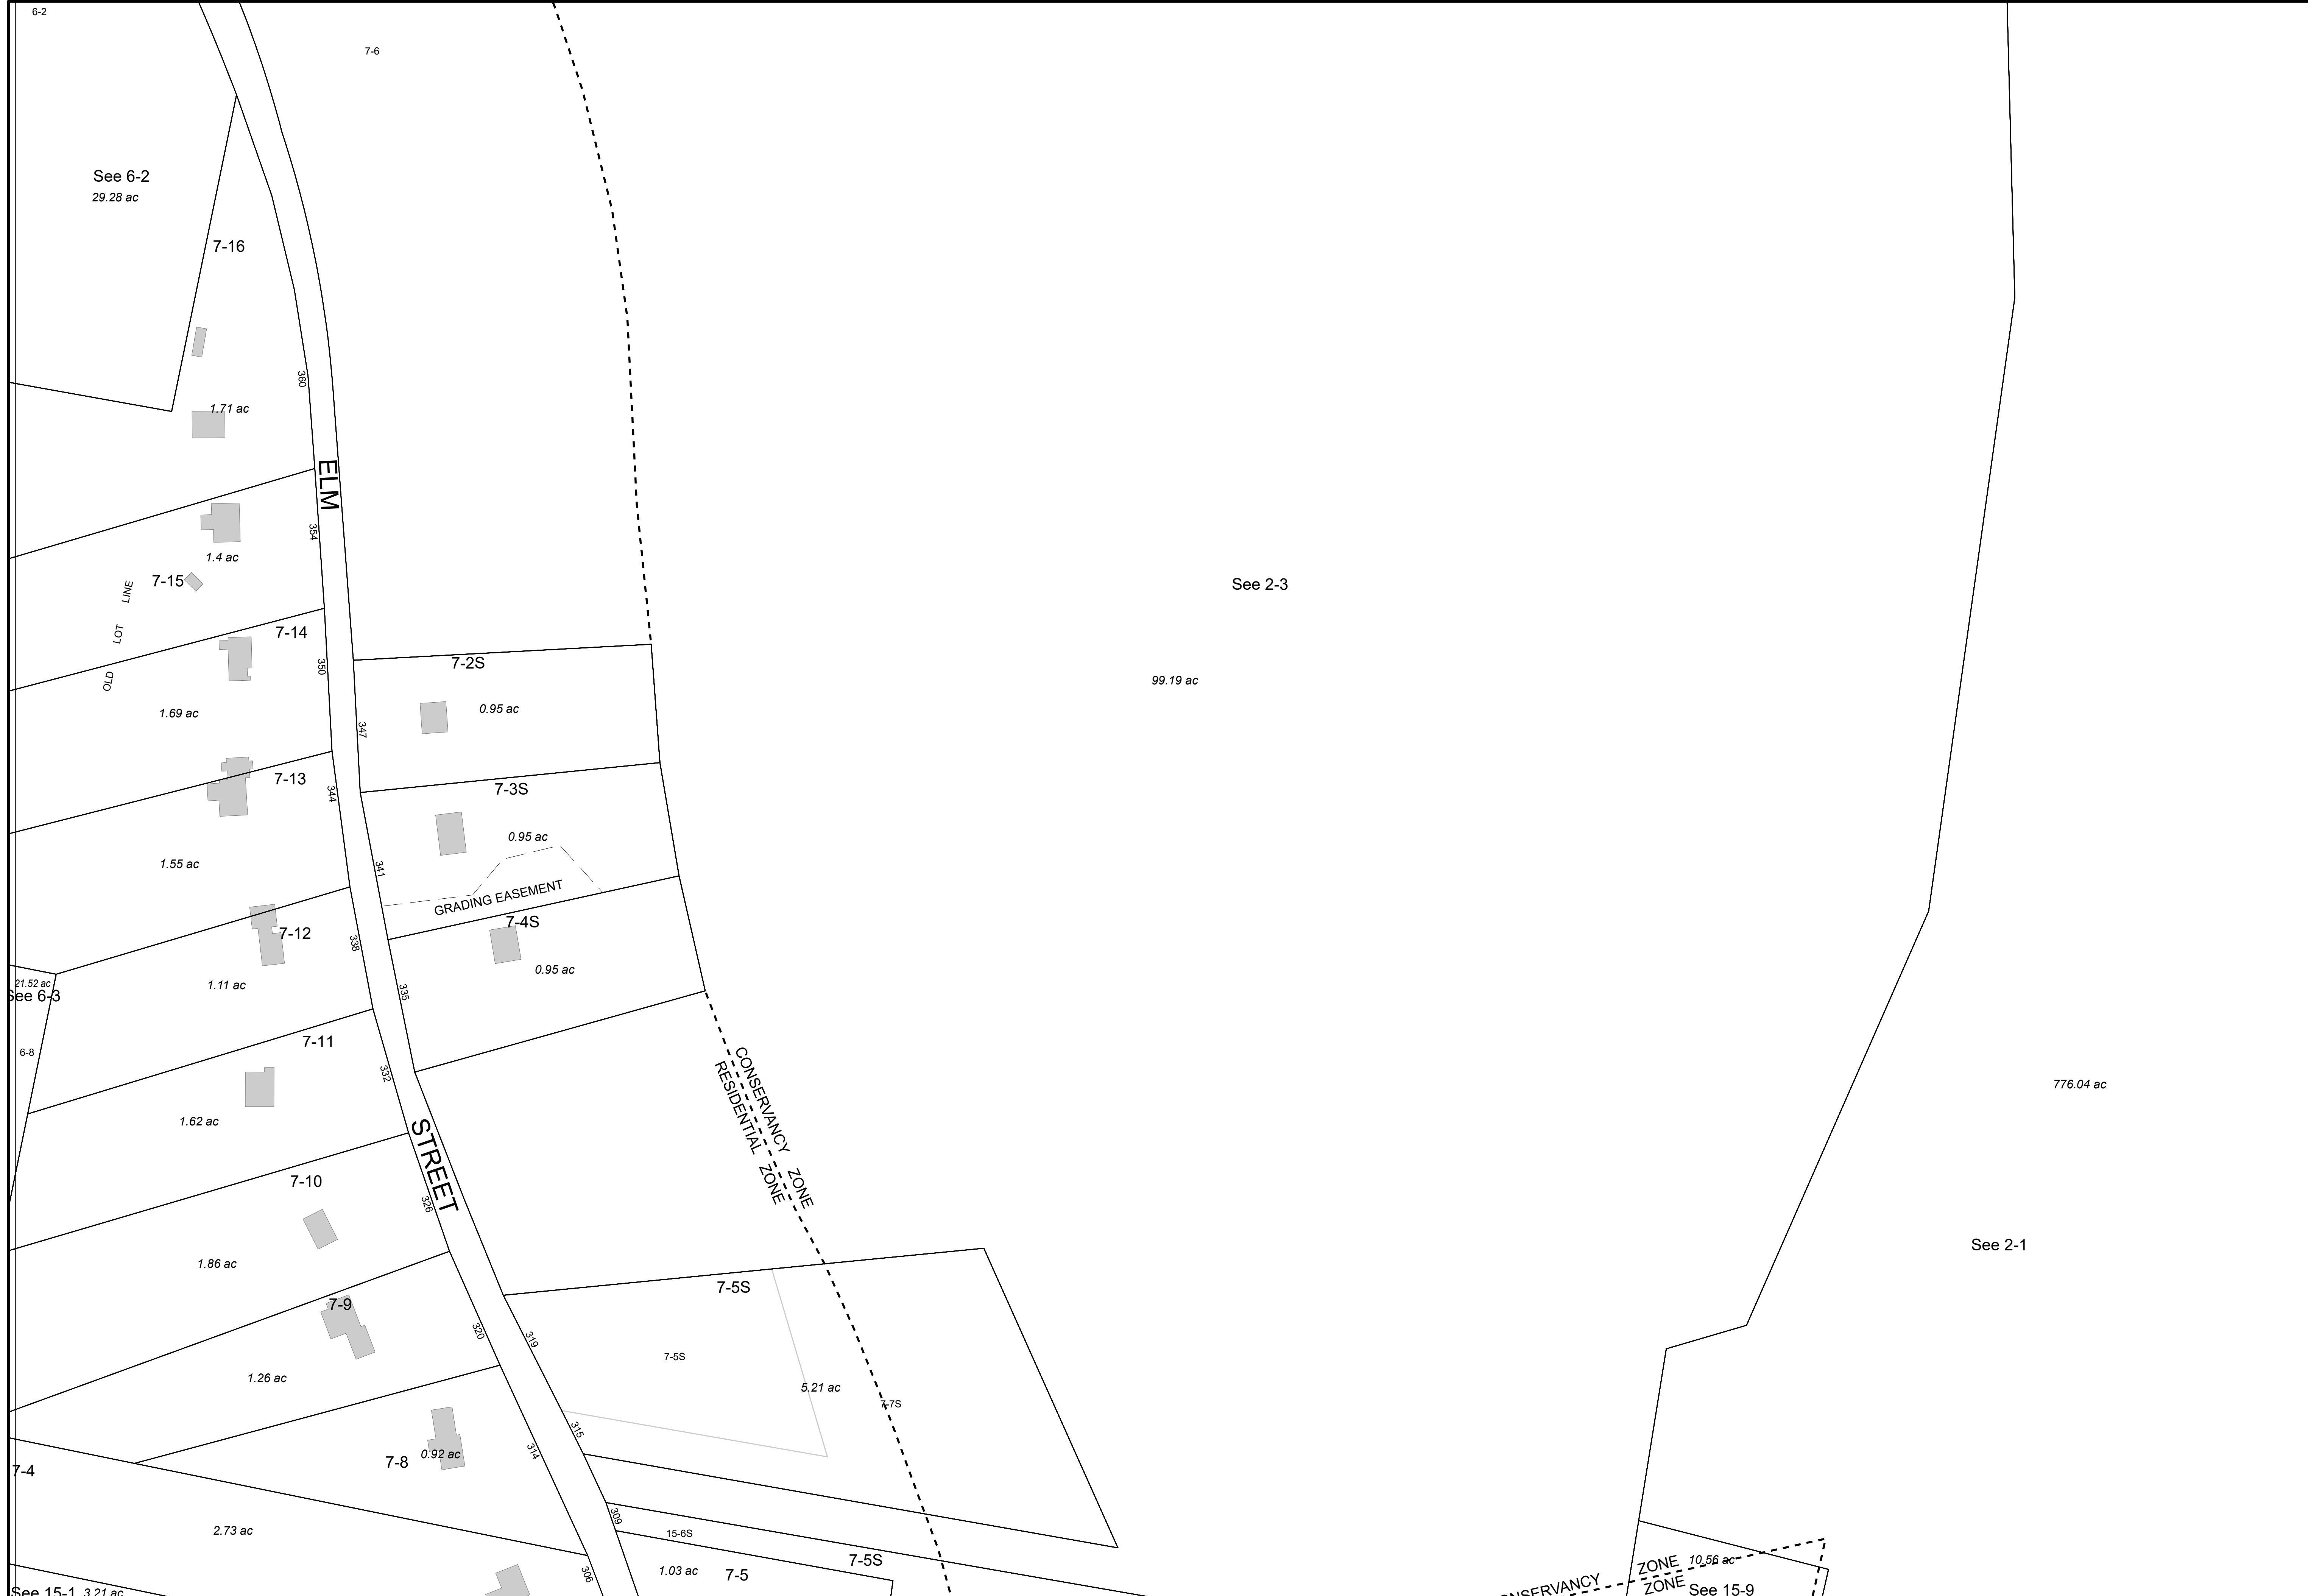 6-2
7-6
See 6-2
29.28 ac
7-16
360
1.71 ac
ELM
354
1.4 ac
7-15
OLD LOT LINE
7-14
350
1.69 ac
7-2S
0.95 ac
347
See 2-3
99.19 ac
7-13
344
1.55 ac
7-3S
0.95 ac
341
GRADING EASEMENT
7-4S
0.95 ac
335
7-12
338
1.11 ac
21.52 ac
See 6-3
6-8
7-11
332
1.62 ac
CONSERVANCY ZONE
RESIDENTIAL ZONE
776.04 ac
STREET
7-10
326
1.86 ac
See 2-1
7-9
320
1.26 ac
7-5S
319
7-5S
5.21 ac
7-7S
315
7-8
0.92 ac
314
7-4
2.73 ac
309
15-6S
7-5S
1.03 ac
7-5
306
See 15-1
3.21 ac
ONSERVANCY ZONE
10.56 ac
ZONE
See 15-9